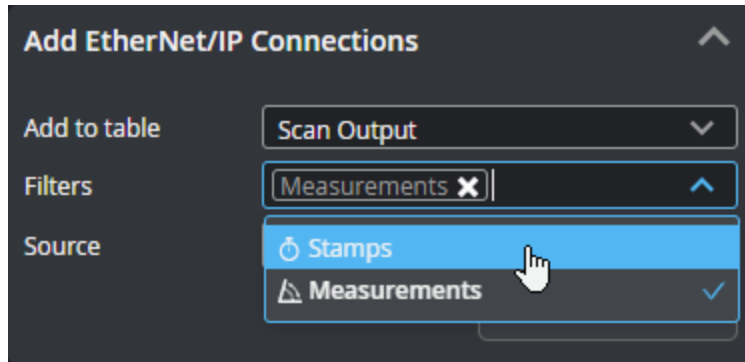 Add EtherNet/IP Connections
Add to table Scan Output
Filters Measurements
Source
Stamps
Measurements